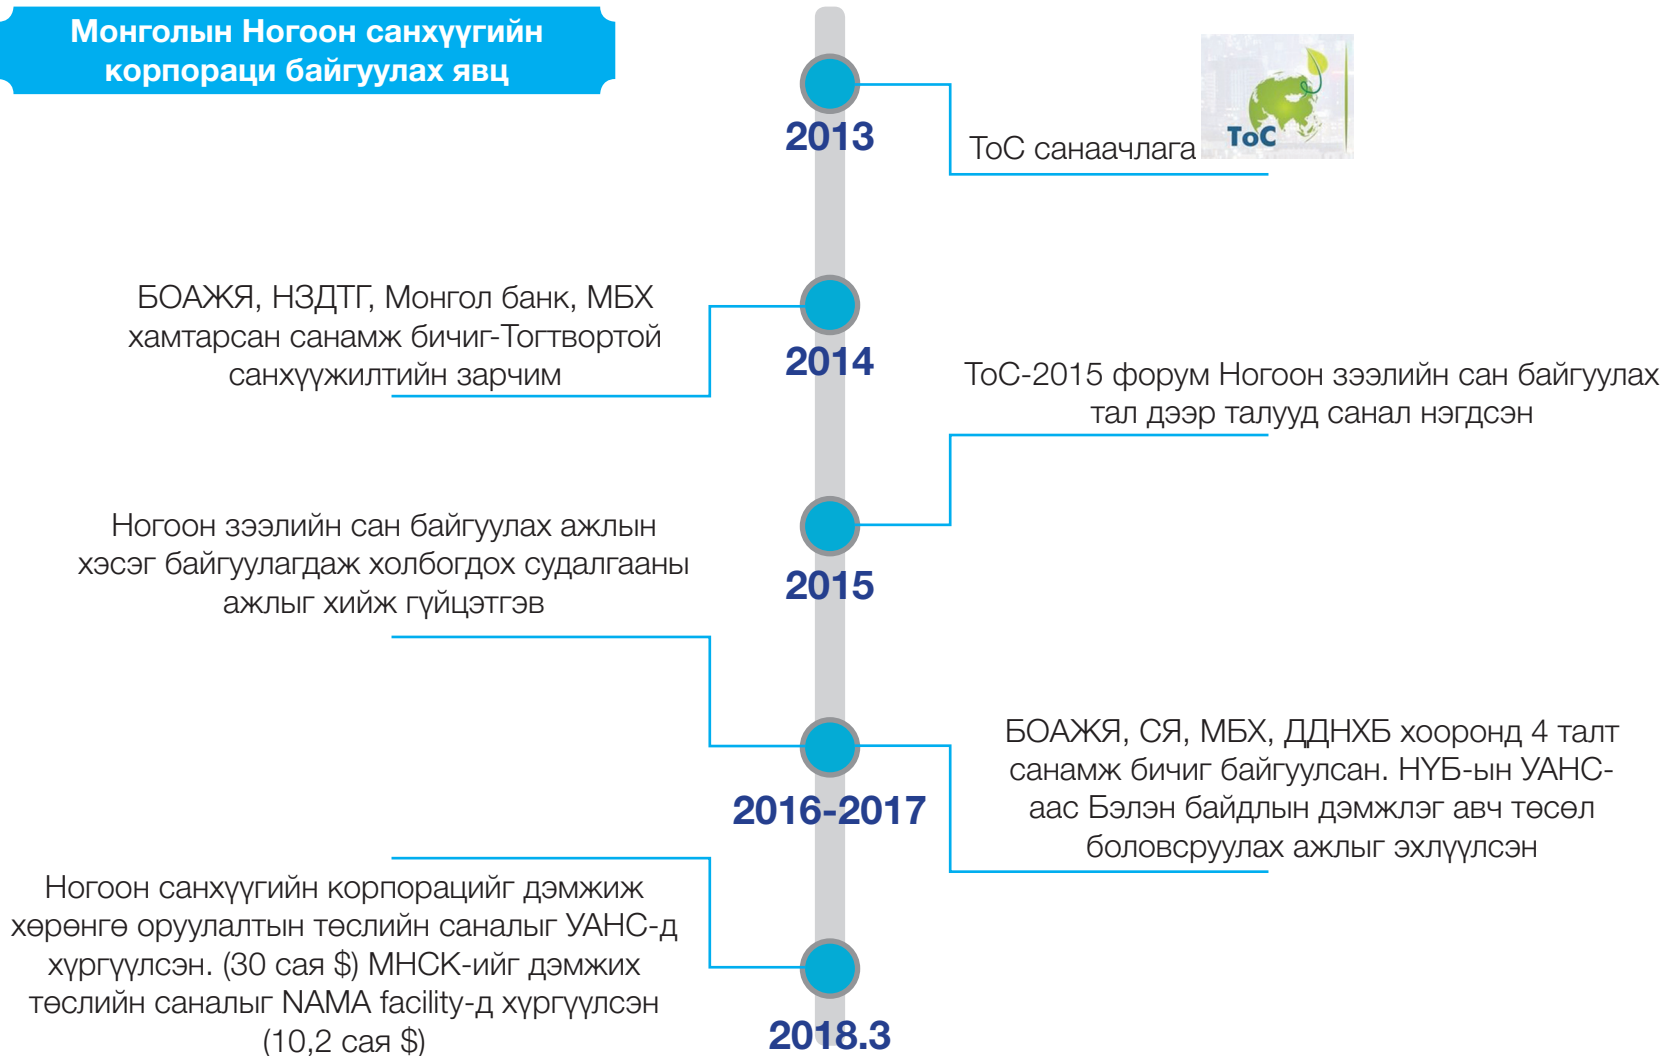 Монголын Ногоон санхүүгийн
корпораци байгуулах явц
2013
ТоС санаачлага
ToC
БОАЖЯ, НЗДТГ, Монгол банк, МБХ
хамтарсан санамж бичиг-Тогтвортой
санхүүжилтийн зарчим
2014
ТоС-2015 форум Ногоон зээлийн сан байгуулах
тал дээр талууд санал нэгдсэн
2015
Ногоон зээлийн сан байгуулах ажлын
хэсэг байгуулагдаж холбогдох судалгааны
ажлыг хийж гүйцэтгэв
2016-2017
БОАЖЯ, СЯ, МБХ, ДДНХБ хооронд 4 талт
санамж бичиг байгуулсан. НҮБ-ын УАНС-
аас Бэлэн байдлын дэмжлэг авч төсөл
боловсруулах ажлыг эхлүүлсэн
Ногоон санхүүгийн корпорацийг дэмжиж
хөрөнгө оруулалтын төслийн саналыг УАНС-д
хүргүүлсэн. (30 сая $) МНСК-ийг дэмжих
төслийн саналыг NAMA facility-д хүргүүлсэн
(10,2 сая $)
2018.3